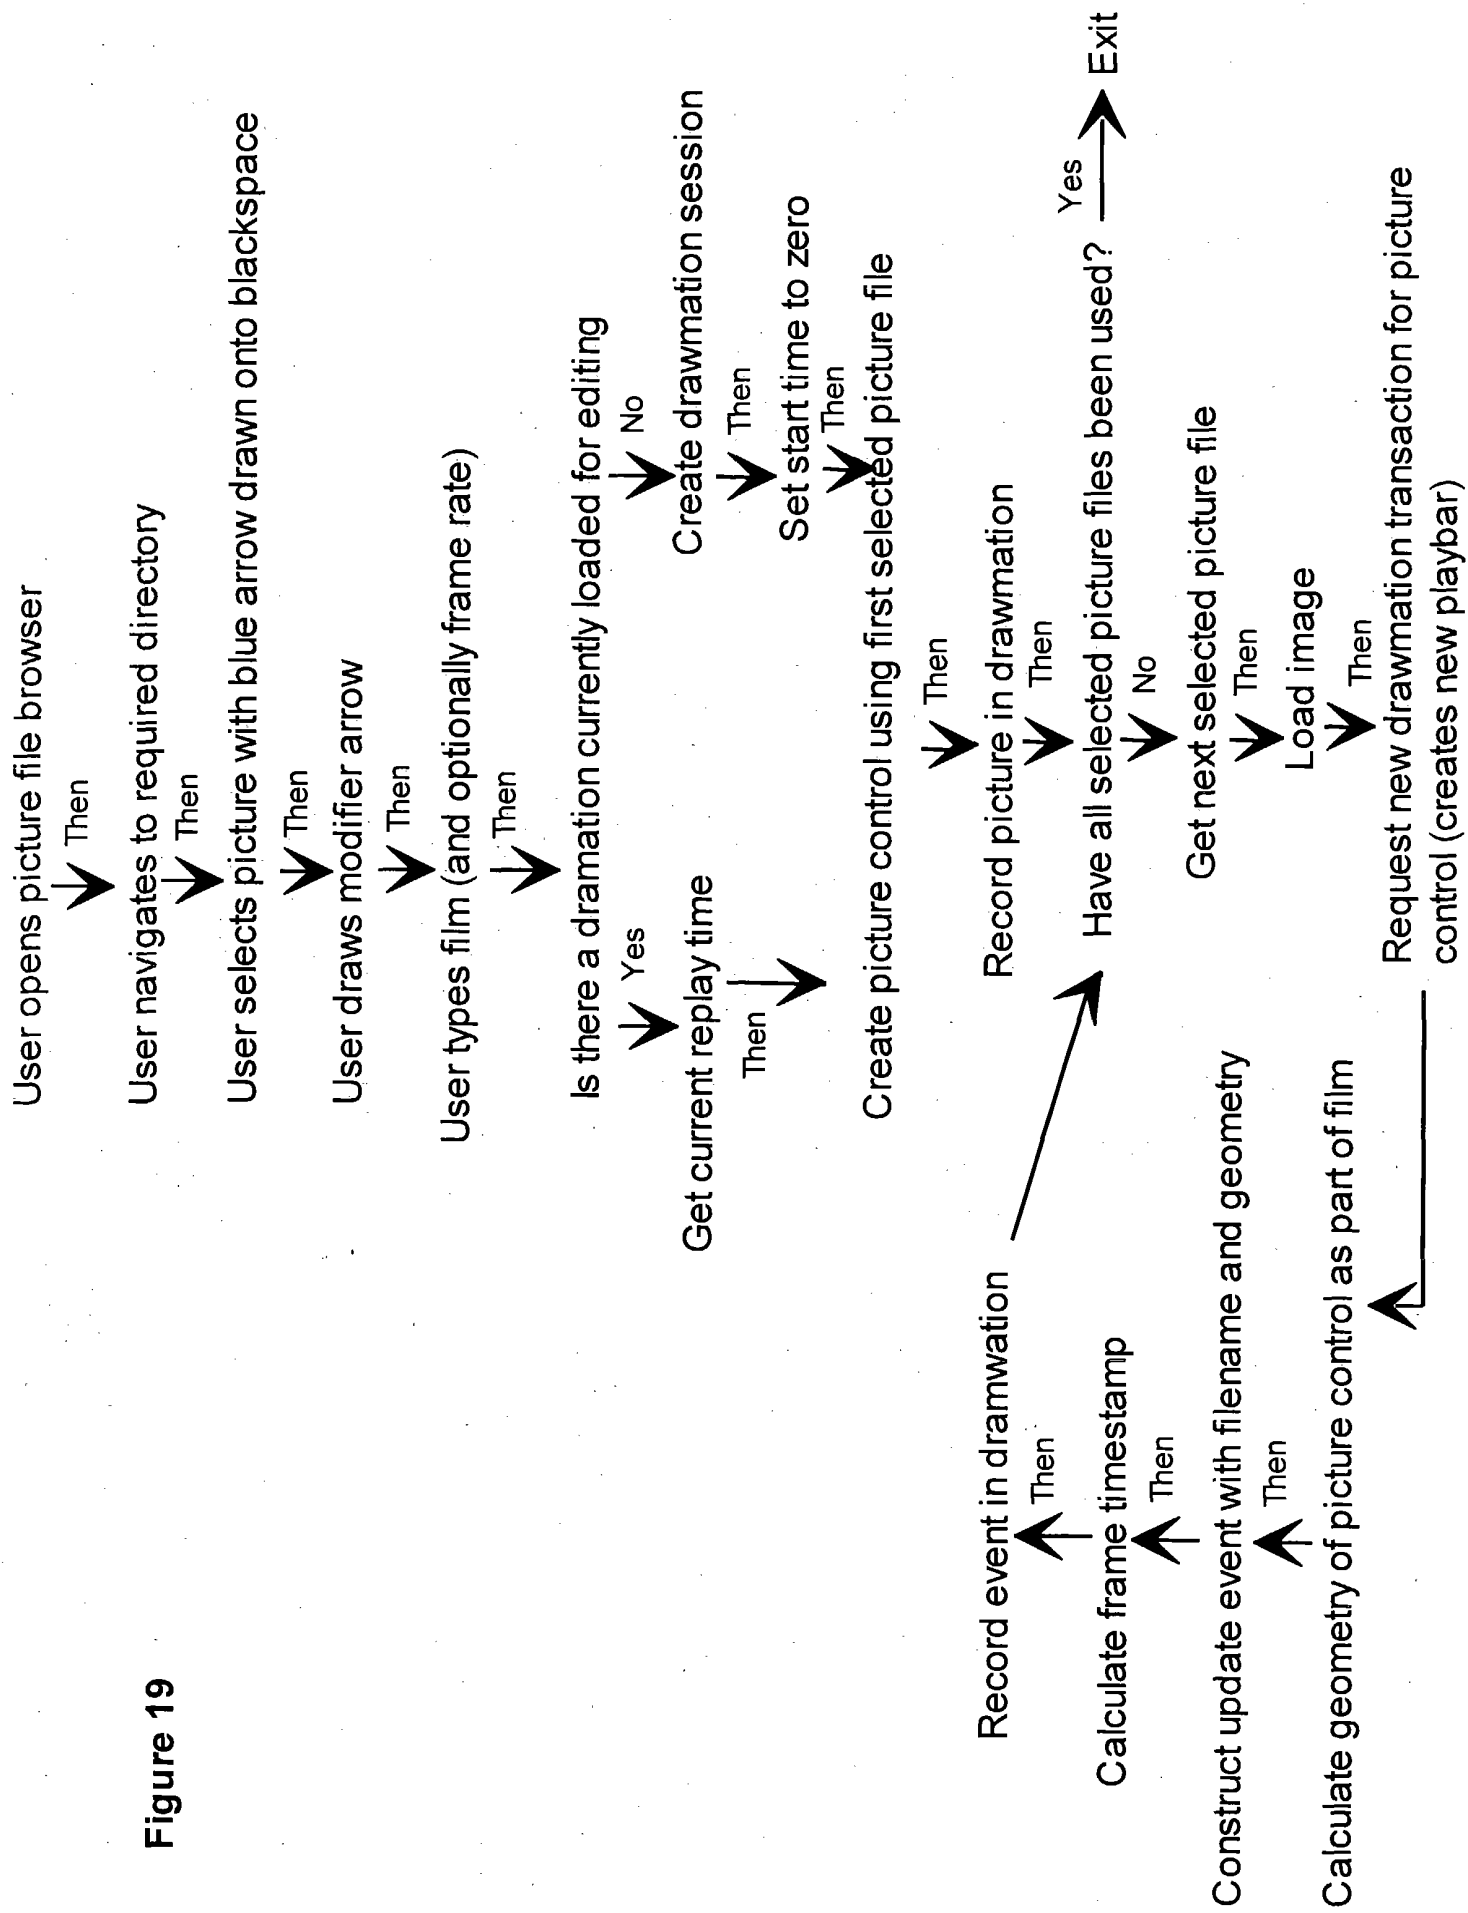 Figure 19
User opens picture file browser
Then
User navigates to required directory
Then
User selects picture with blue arrow drawn onto blackspace
Then
User draws modifier arrow
Then
User types film (and optionally frame rate)
Then
Is there a dramation currently loaded for editing
Yes
No
Get current replay time
Then
Create drawmation session
Then
Set start time to zero
Then
Create picture control using first selected picture file
Then
Record picture in drawmation
Then
Have all selected picture files been used?
Yes
Exit
No
Get next selected picture file
Then
Load image
Then
Request new drawmation transaction for picture
control (creates new playbar)
Calculate geometry of picture control as part of film
Then
Construct update event with filename and geometry
Then
Calculate frame timestamp
Then
Record event in dramwation